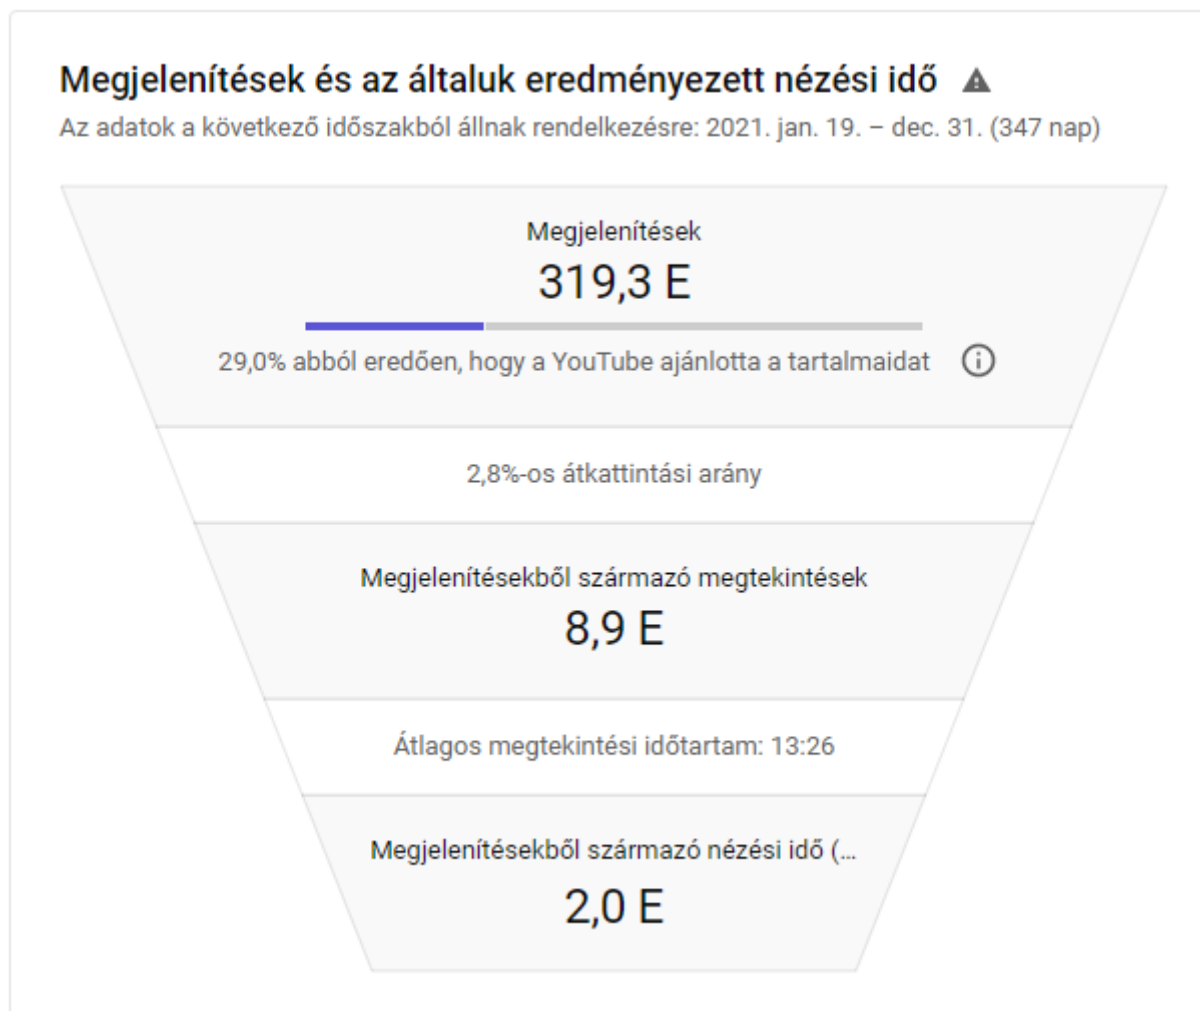 Megjelenítések és az általuk eredményezett nézési idő
Az adatok a következő időszakból állnak rendelkezésre: 2021. jan. 19. – dec. 31. (347 nap)
Megjelenítések
319,3 E
29,0% abból eredően, hogy a YouTube ajánlotta a tartalmaidat
2,8%-os átkattintási arány
Megjelenítésekből származó megtekintések
8,9 E
Átlagos megtekintési időtartam: 13:26
Megjelenítésekből származó nézési idő (...
2,0 E